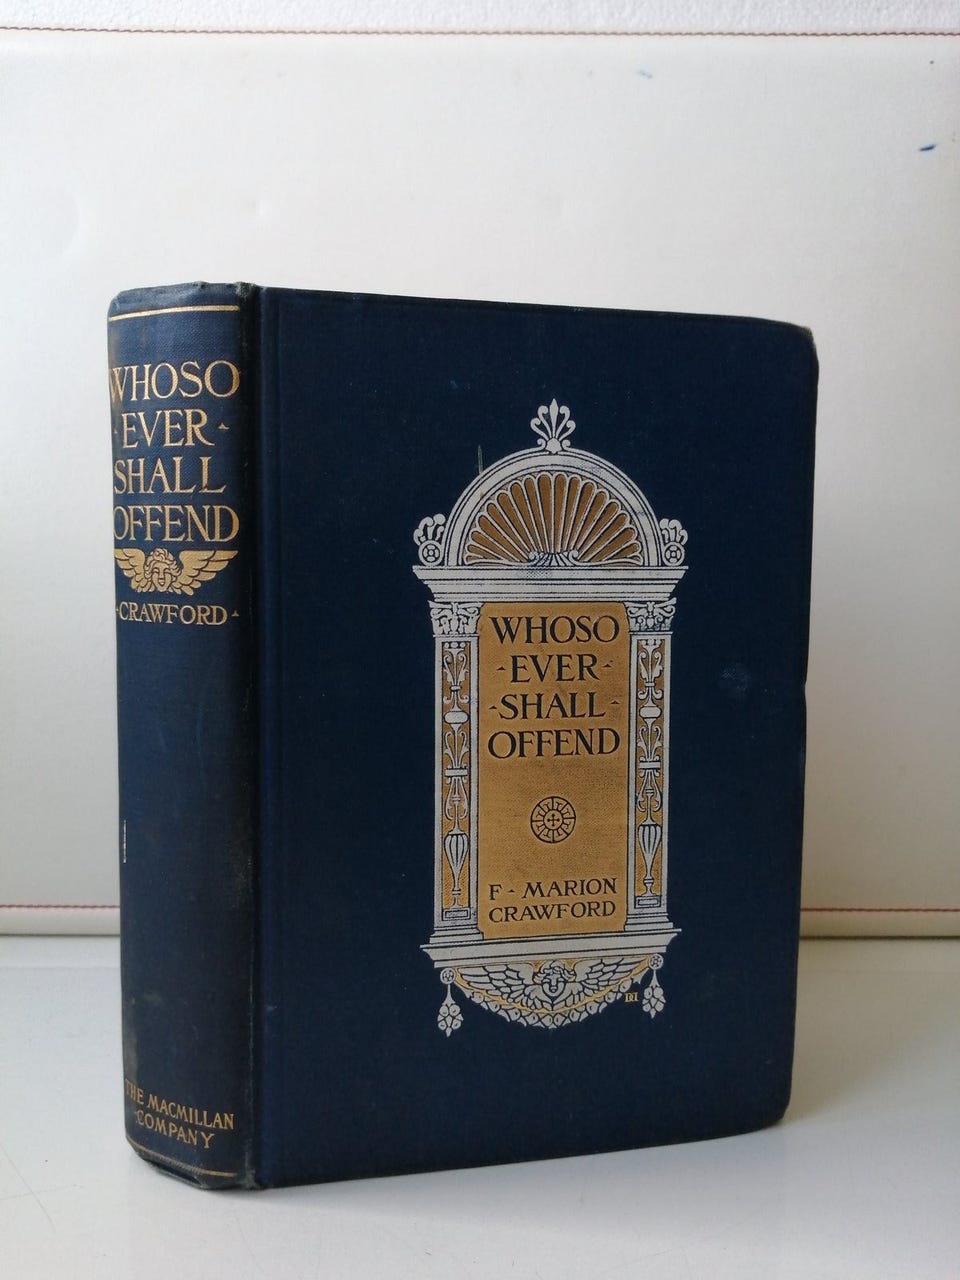 WHOSO
EVER
SHALL
OFFEND
CRAWFORD
THE MACMILLAN
COMPANY
WHOSO
-EVER-
-SHALL-
OFFEND
F- MARION
CRAWFORD